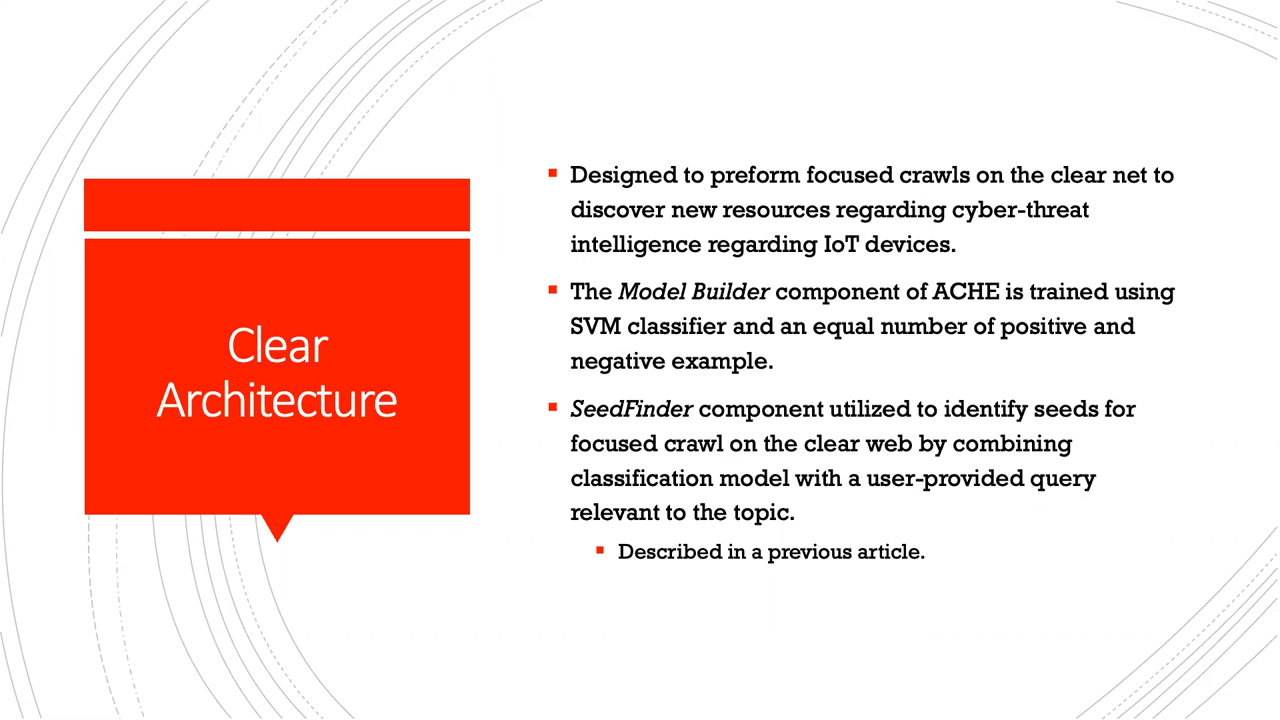 Clear
Architecture
Designed to preform focused crawls on the clear net to
discover new resources regarding cyber-threat
intelligence regarding IoT devices.
The Model Builder component of ACHE is trained using
SVM classifier and an equal number of positive and
negative example.
SeedFinder component utilized to identify seeds for
focused crawl on the clear web by combining
classification model with a user-provided query
relevant to the topic.
Described in a previous article.